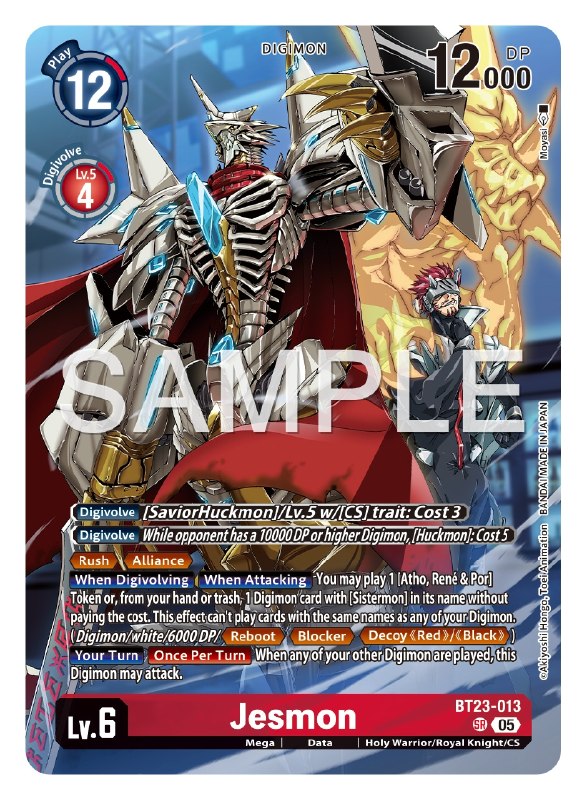 Play
12
DIGIMON
12000
DP
Digivolve
Lv.5
4
Moyasi
SAMPLE
Digivolve [SaviorHuckmon]/Lv.5 w/[CS] trait: Cost 3
Digivolve While opponent has a 10000 DP or higher Digimon, [Huckmon]: Cost 5
Rush Alliance
When Digivolving When Attacking You may play 1 [Atho, René & Por]
Token or, from your hand or trash, 1 Digimon card with [Sistermon] in its name without
paying the cost. This effect can't play cards with the same names as any of your Digimon.
(Digimon/white/6000 DP/ Reboot Blocker Decoy《Red》/《Black》)
Your Turn Once Per Turn When any of your other Digimon are played, this
Digimon may attack.
©Akiyoshi Hongo, Toei Animation BANDAI MADE IN JAPAN
Lv.6
Jesmon
BT23-013
SR 05
Mega | Data | Holy Warrior/Royal Knight/CS